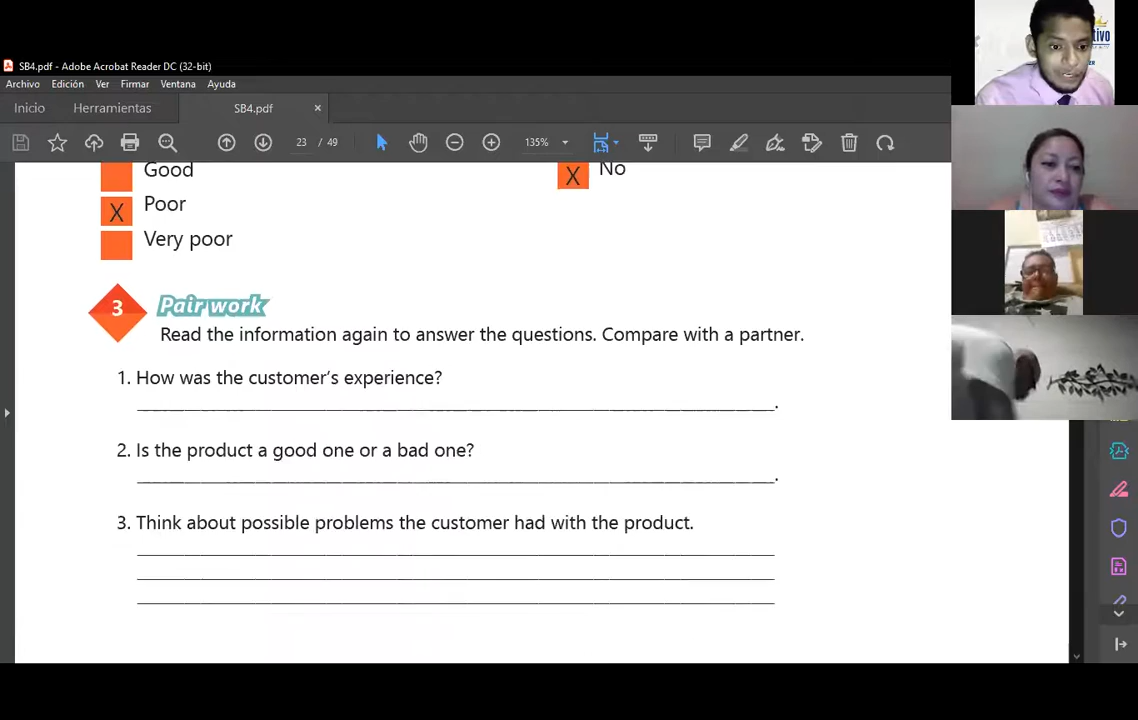 SB4.pdf - Adobe Acrobat Reader DC (32-bit)
Archivo Edición Ver Firmar Ventana Ayuda
Inicio Herramientas SB4.pdf ×
23 / 49 135%
Good
X No
X Poor
Very poor
3 Pair work
Read the information again to answer the questions. Compare with a partner.
1. How was the customer's experience?
2. Is the product a good one or a bad one?
3. Think about possible problems the customer had with the product.